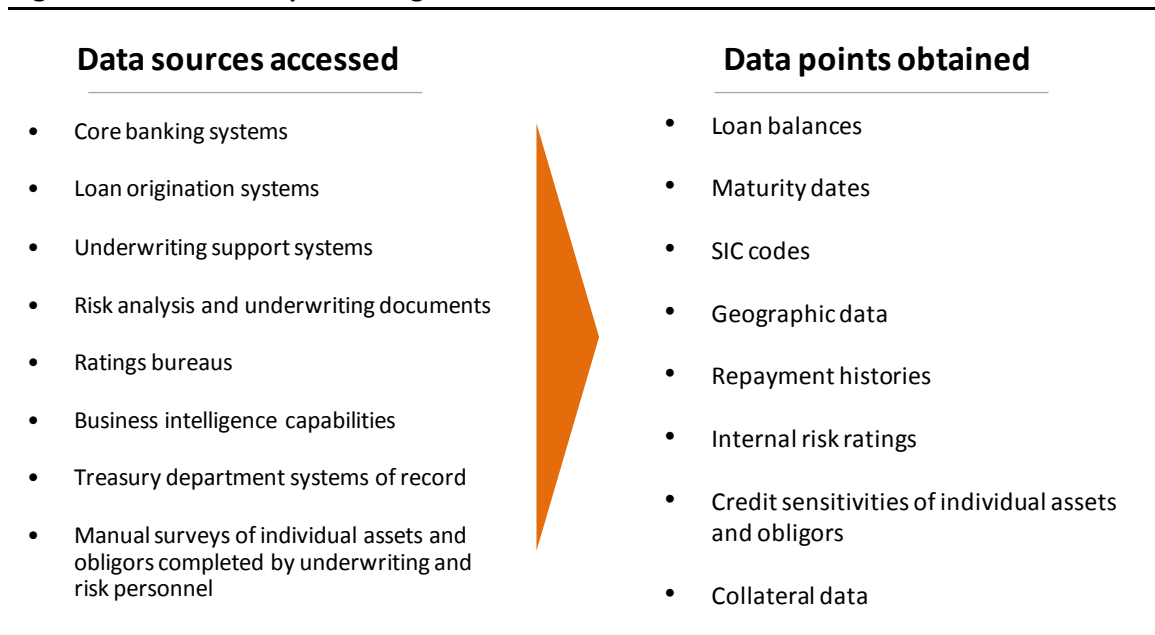 Data sources accessed
• Core banking systems
• Loan origination systems
• Underwriting support systems
• Risk analysis and underwriting documents
• Ratings bureaus
• Business intelligence capabilities
• Treasury department systems of record
• Manual surveys of individual assets and
obligors completed by underwriting and
risk personnel
Data points obtained
• Loan balances
• Maturity dates
• SIC codes
• Geographic data
• Repayment histories
• Internal risk ratings
• Credit sensitivities of individual assets
and obligors
• Collateral data